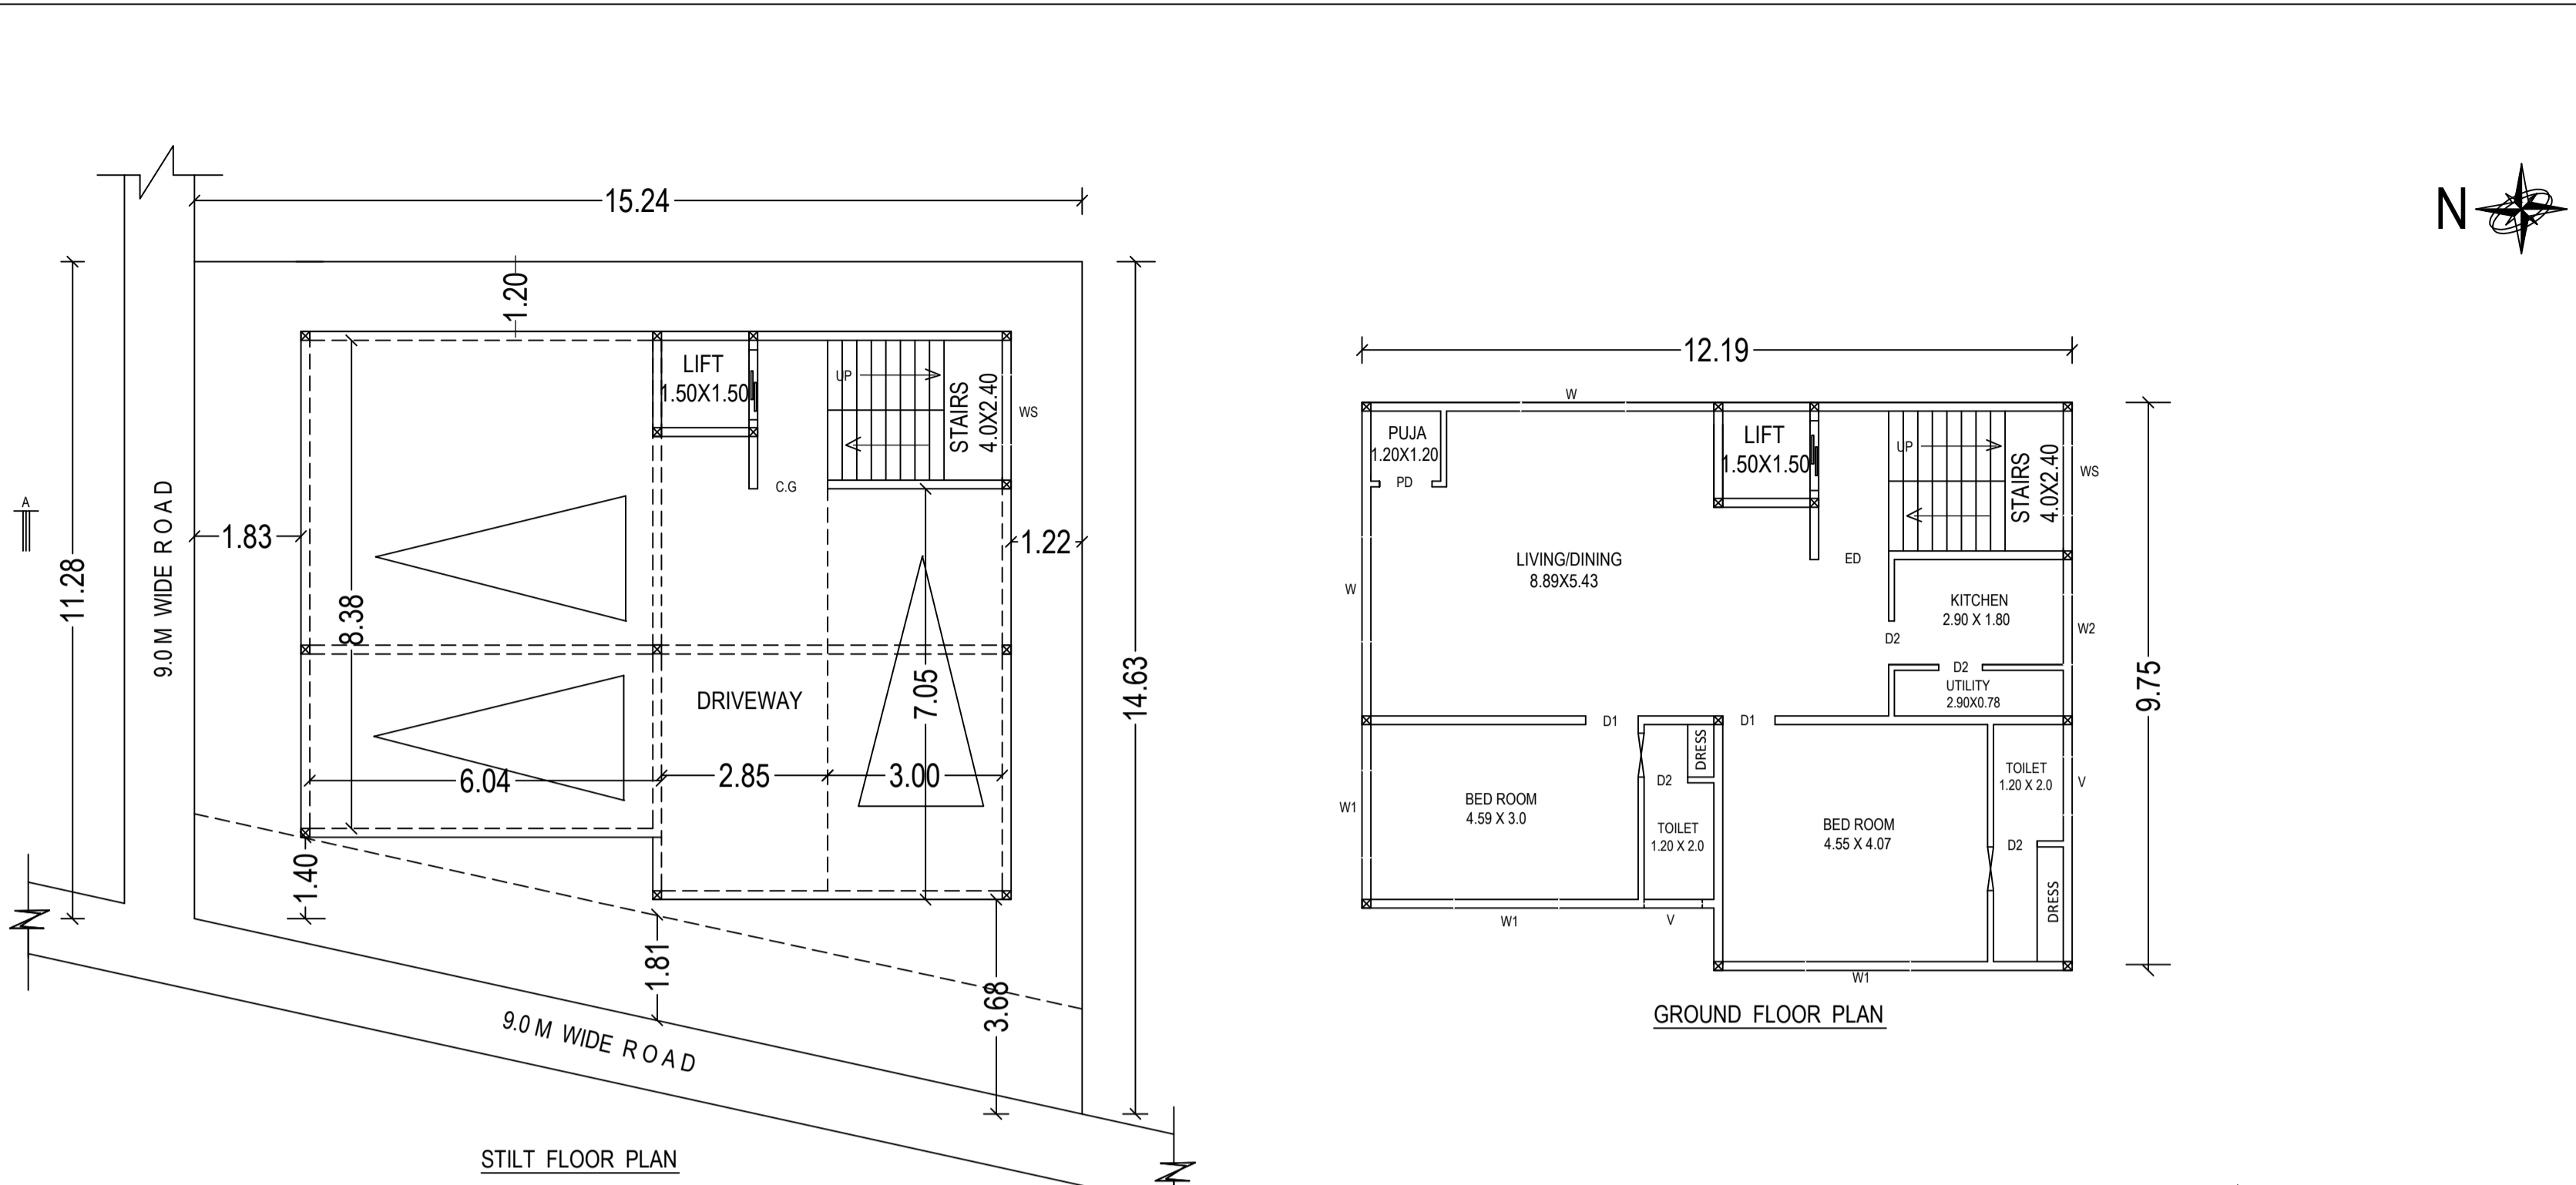 15.24
1.20
LIFT
1.50X1.50
UP
STAIRS
4.0X2.40
WS
C.G
A
9.0 M WIDE ROAD
1.83
1.22
11.28
8.38
14.63
DRIVEWAY
7.05
6.04
2.85
3.00
1.40
1.81
3.68
9.0 M WIDE ROAD
STILT FLOOR PLAN
N
12.19
W
PUJA
1.20X1.20
PD
LIFT
1.50X1.50
UP
STAIRS
4.0X2.40
WS
LIVING/DINING
8.89X5.43
ED
W
KITCHEN
2.90 X 1.80
D2
W2
D2
UTILITY
2.90X0.78
9.75
D1
D1
DRESS
D2
TOILET
1.20 X 2.0
V
BED ROOM
4.59 X 3.0
W1
TOILET
1.20 X 2.0
BED ROOM
4.55 X 4.07
D2
DRESS
W1
V
W1
GROUND FLOOR PLAN